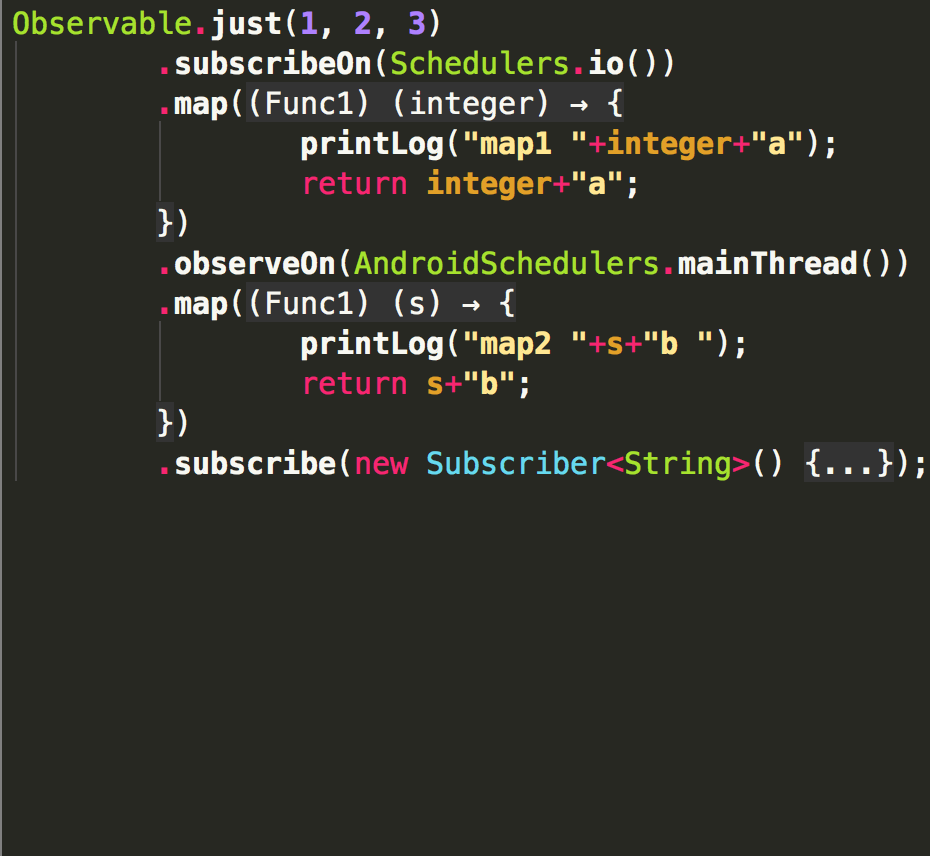 Observable.just(1, 2, 3)
.subscribeOn(Schedulers.io())
.map((Func1) (integer) → {
printLog("map1 "+integer+"a");
return integer+"a";
})
.observeOn(AndroidSchedulers.mainThread())
.map((Func1) (s) → {
printLog("map2 "+s+"b ");
return s+"b";
})
.subscribe(new Subscriber<String>() {...});